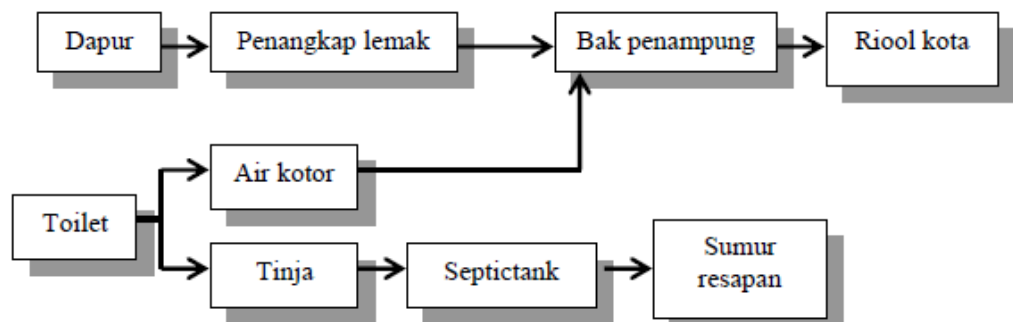 Dapur
Penangkap lemak
Bak penampung
Riool kota
Air kotor
Toilet
Tinja
Septictank
Sumur
resapan